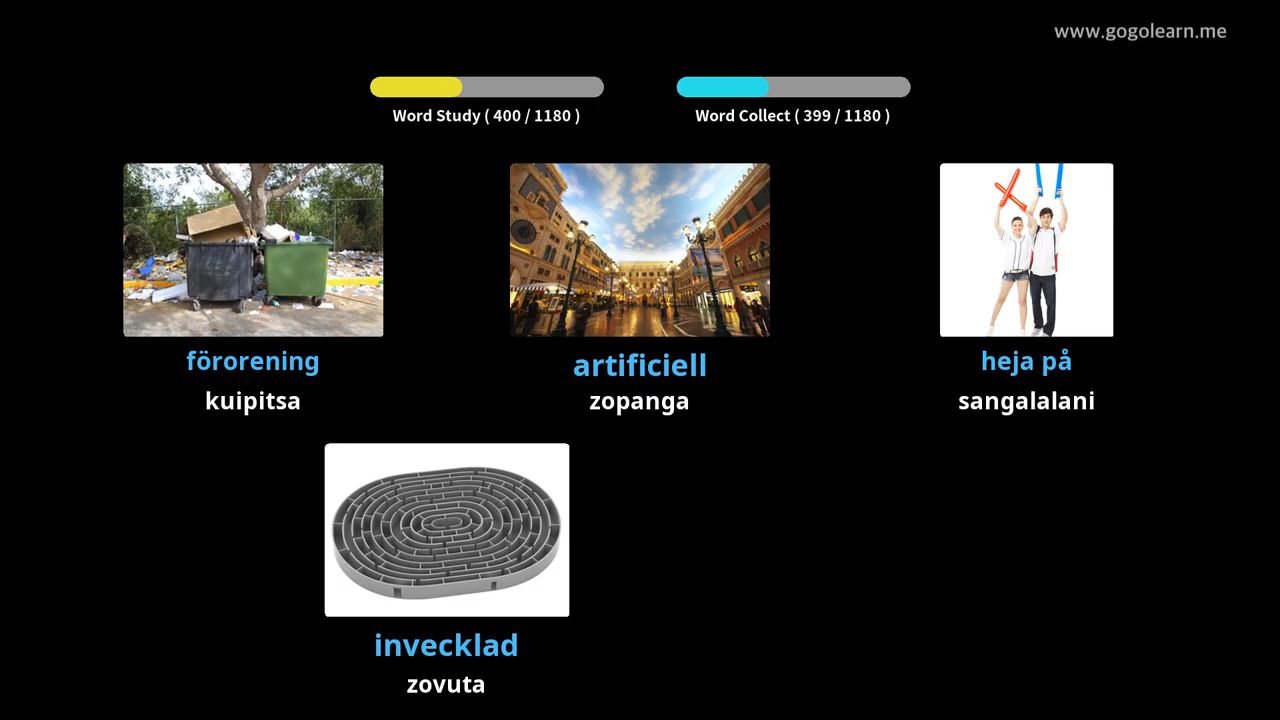 www.gogolearn.me
Word Study ( 400 / 1180 )
Word Collect ( 399 / 1180 )
förorening
kuipitsa
artificiell
zopanga
heja på
sangalalani
invecklad
zovuta